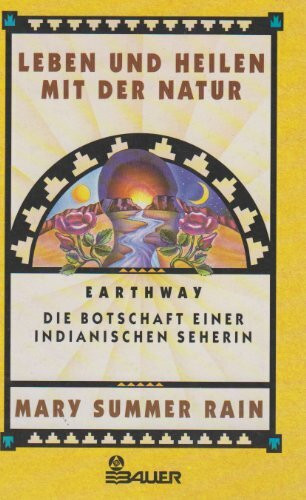 LEBEN UND HEILEN
MIT DER NATUR
EARTHWAY
DIE BOTSCHAFT EINER
INDIANISCHEN SEHERIN
MARY SUMMER RAIN
BAUER